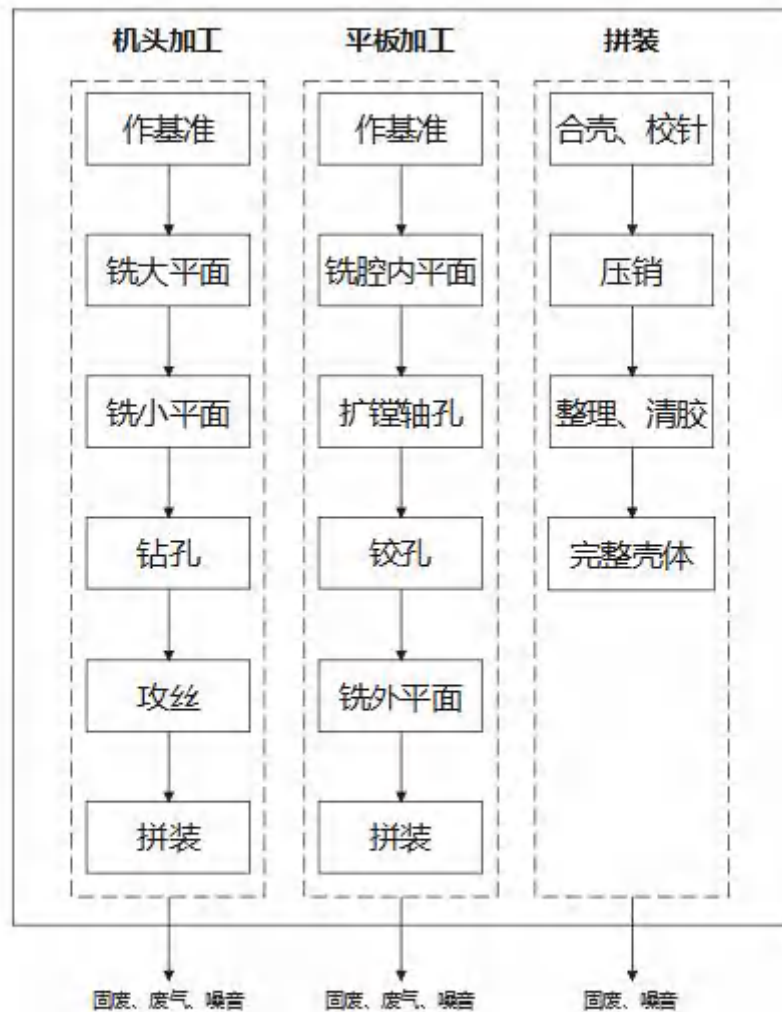 机头加工
平板加工
拼装
作基准
作基准
合壳、校针
铣大平面
铣腔内平面
压销
铣小平面
扩镗轴孔
整理、清胶
钻孔
铰孔
完整壳体
攻丝
铣外平面
拼装
拼装
固废、废气、噪音
固废、废气、噪音
固废、噪音